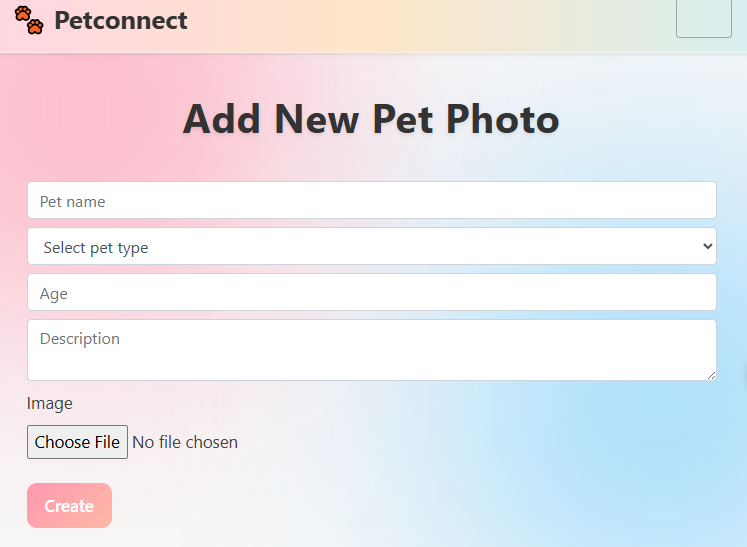 Petconnect
Add New Pet Photo
Pet name
Select pet type
Age
Description
Image
Choose File No file chosen
Create